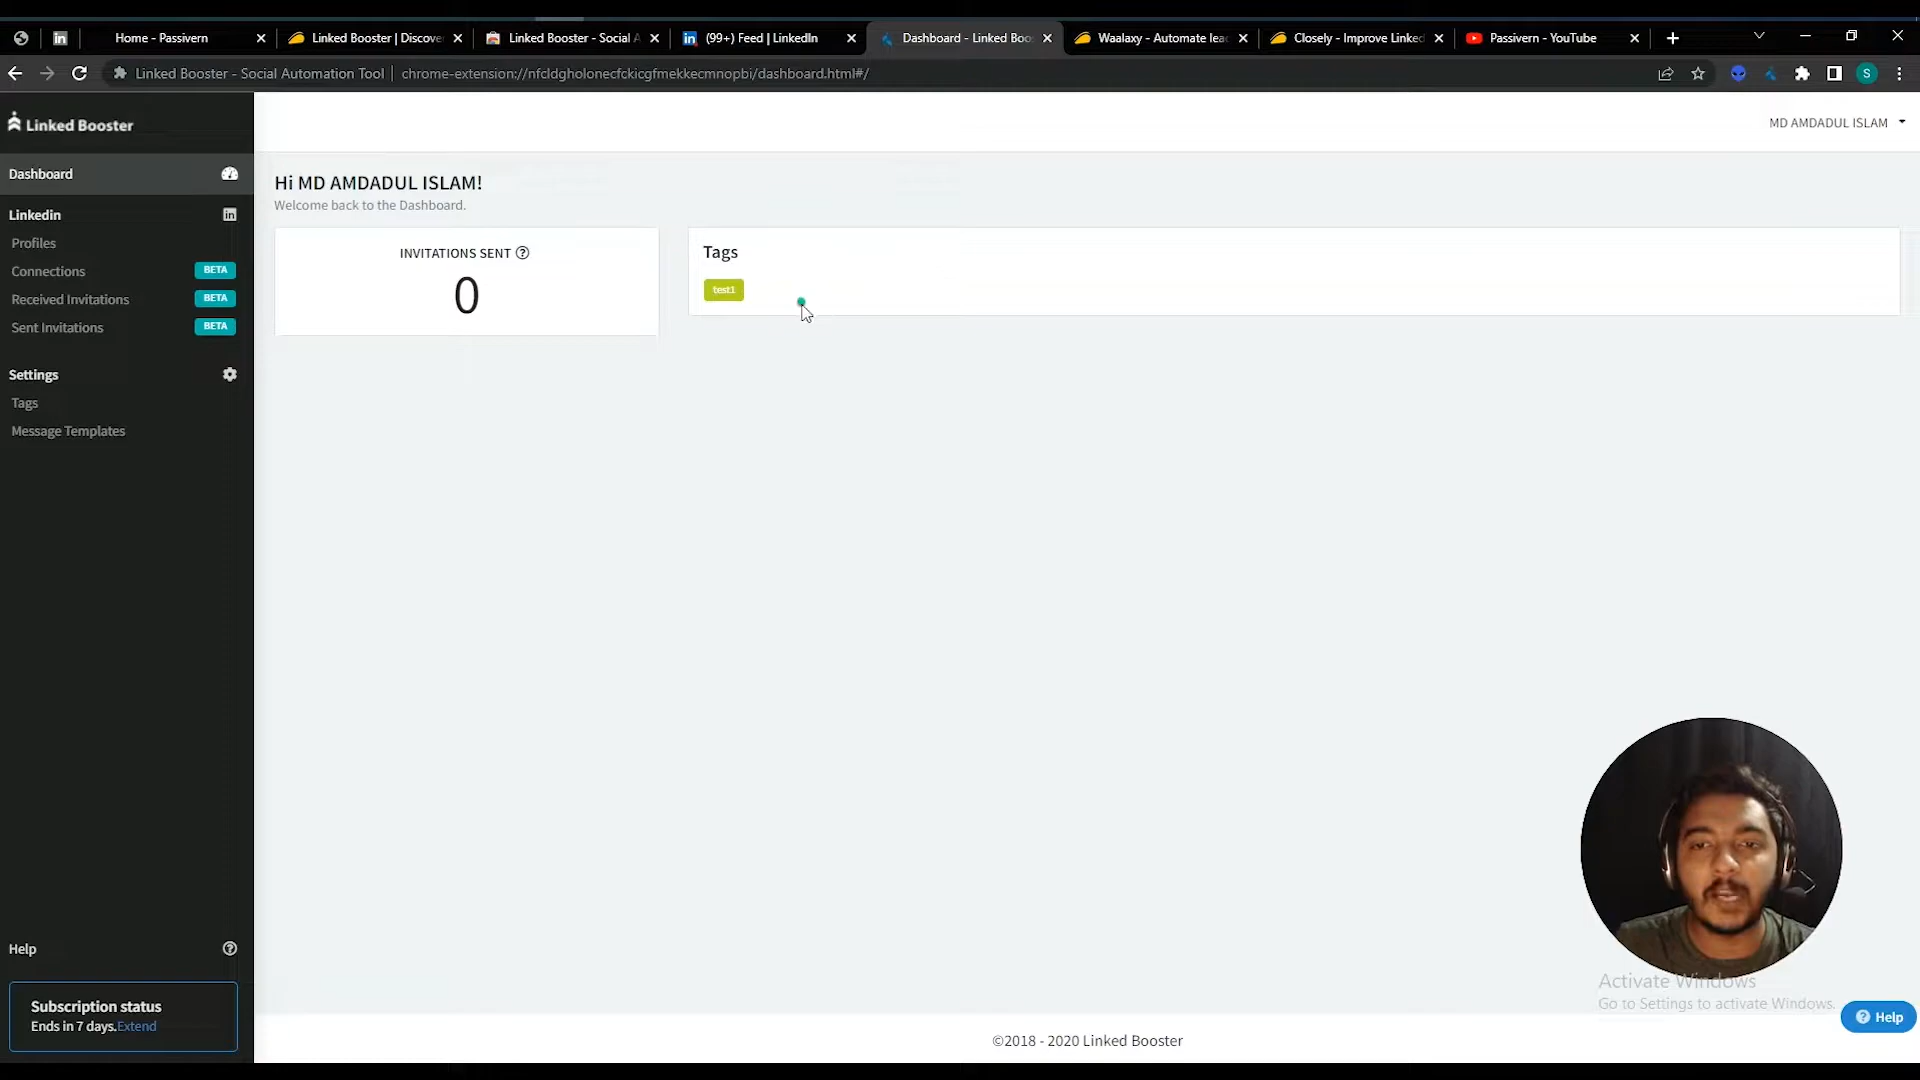 Home - Passivern
Linked Booster | Discove
Linked Booster - Social A
(99+) Feed | LinkedIn
Dashboard - Linked Boo
Waalaxy - Automate lea
Closely - Improve Linked
Passivern - YouTube
Linked Booster - Social Automation Tool | chrome-extension://nfcldgholonecfckicgfmekkecmnopbi/dashboard.html#/
S
Linked Booster
MD AMDADUL ISLAM
Dashboard
Linkedin
Profiles
Connections BETA
Received Invitations BETA
Sent Invitations BETA
Settings
Tags
Message Templates
Hi MD AMDADUL ISLAM!
Welcome back to the Dashboard.
INVITATIONS SENT
0
Tags
test1
Help
Subscription status
Ends in 7 days.Extend
Activate Windows
Go to Settings to activate Windows.
Help
©2018 - 2020 Linked Booster